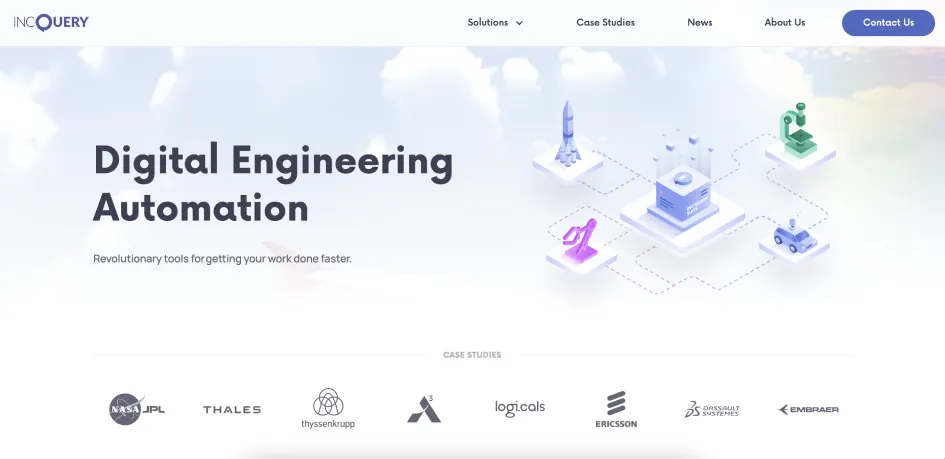 INCQUERY
Solutions
Case Studies
News
About Us
Contact Us
Digital Engineering
Automation
Revolutionary tools for getting your work done faster.
CASE STUDIES
NASA JPL
THALES
thyssenkrupp
3
logi.cals
ERICSSON
DASSAULT
SYSTEMES
EMBRAER